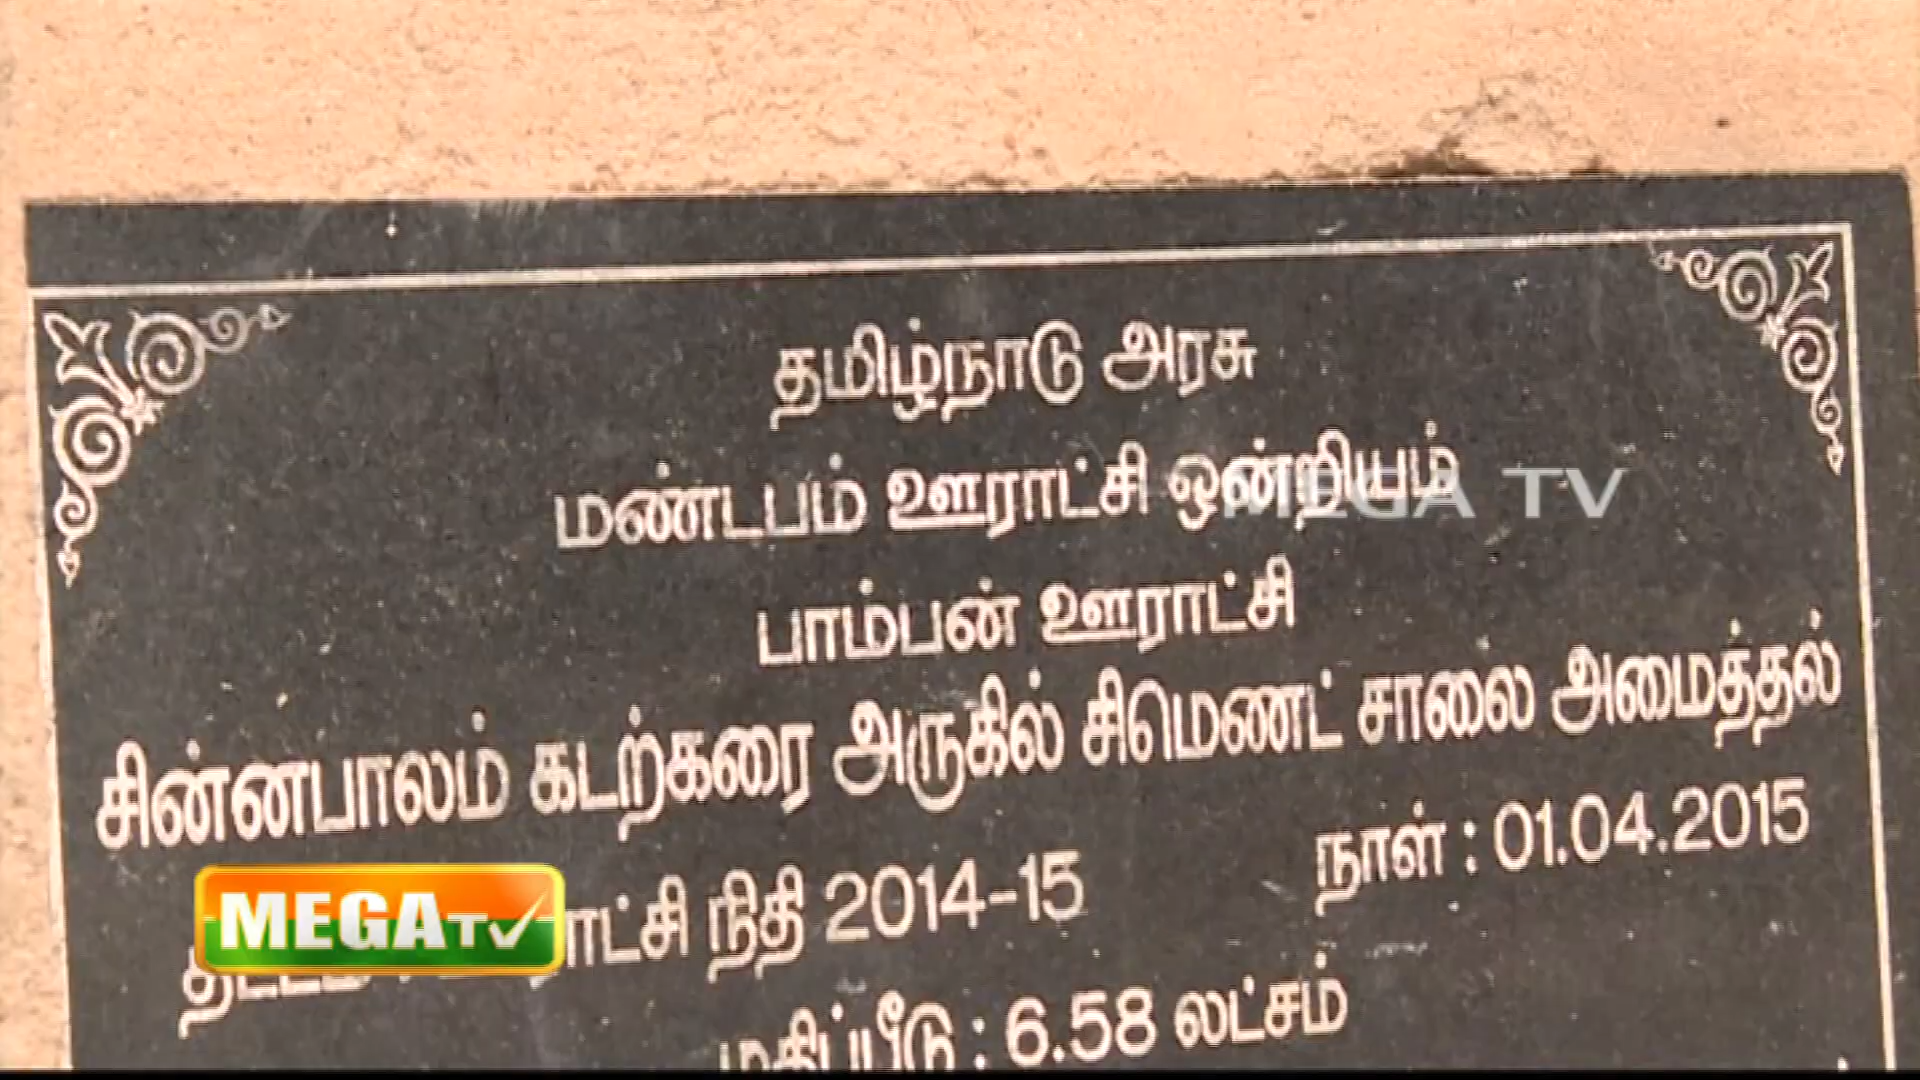 தமிழ்நாடு அரசு
மண்டபம் ஊராட்சி ஒன்றியம்
MEGA TV
பாம்பன் ஊராட்சி
சின்னபாலம் கடற்கரை அருகில் சிமெண்ட் சாலை அமைத்தல்
நாள் : 01.04.2015
நிதி 2014-15
MEGA TV
மதிப்பீடு : 6.58 லட்சம்